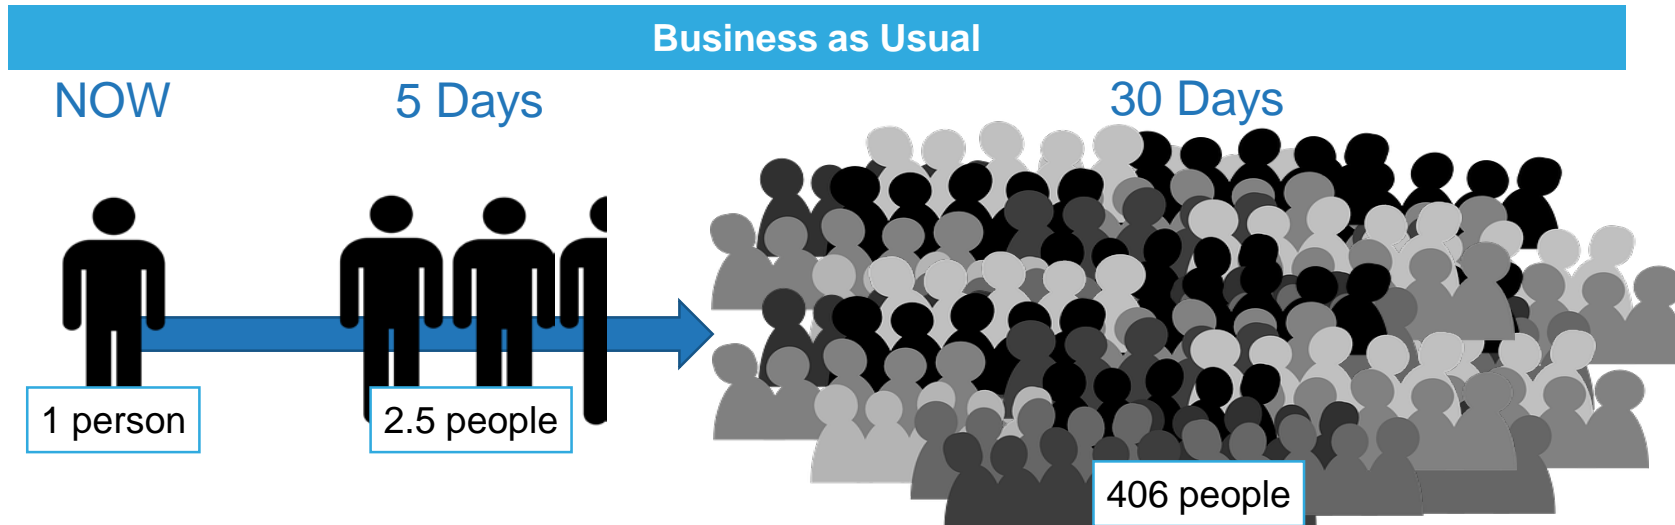 Business as Usual
NOW
5 Days
30 Days
1 person
2.5 people
406 people